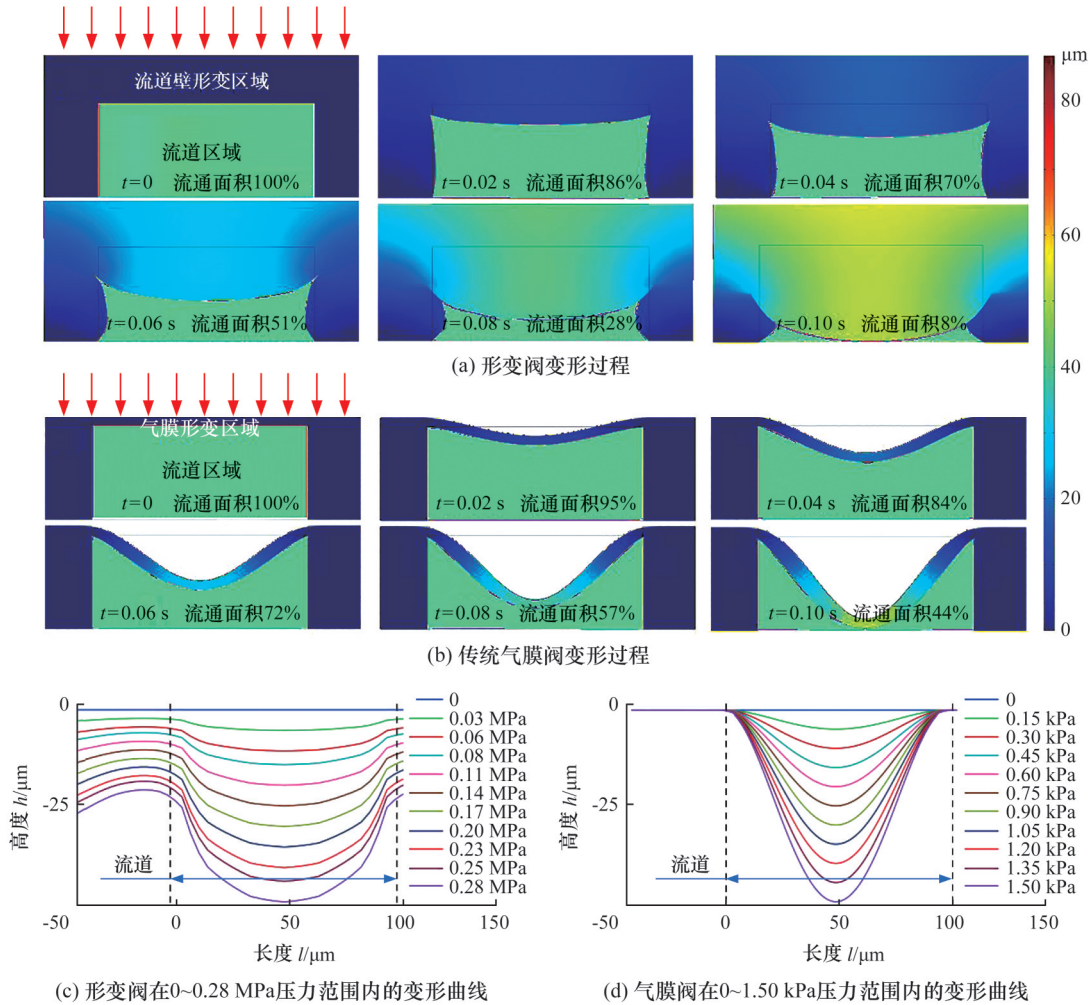 μm
流道壁形变区域
流道区域
t=0 流通面积100%
t=0.02 s 流通面积86%
t=0.04 s 流通面积70%
80
60
40
20
0
t=0.06 s 流通面积51%
t=0.08 s 流通面积28%
t=0.10 s 流通面积8%
(a) 形变阀变形过程
气膜形变区域
流道区域
t=0 流通面积100%
t=0.02 s 流通面积95%
t=0.04 s 流通面积84%
t=0.06 s 流通面积72%
t=0.08 s 流通面积57%
t=0.10 s 流通面积44%
(b) 传统气膜阀变形过程
0
-25
-50
0
50
100
150
高度 h/μm
长度 l/μm
流道
0
0.03 MPa
0.06 MPa
0.08 MPa
0.11 MPa
0.14 MPa
0.17 MPa
0.20 MPa
0.23 MPa
0.25 MPa
0.28 MPa
(c) 形变阀在0~0.28 MPa压力范围内的变形曲线
0
-25
-50
0
50
100
150
高度 h/μm
长度 l/μm
流道
0
0.15 kPa
0.30 kPa
0.45 kPa
0.60 kPa
0.75 kPa
0.90 kPa
1.05 kPa
1.20 kPa
1.35 kPa
1.50 kPa
(d) 气膜阀在0~1.50 kPa压力范围内的变形曲线